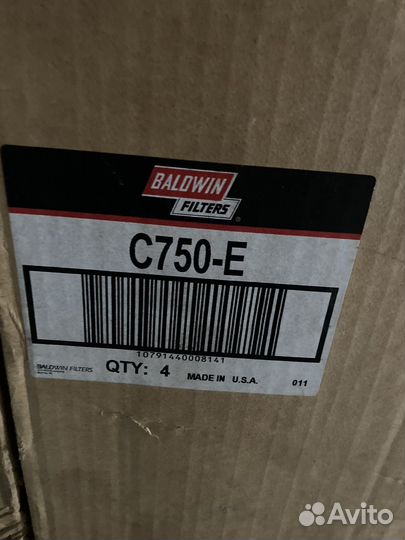 BALDWIN
FILTERS®
C750-E
10791440008141
BALDWIN FILTERS
QTY: 4 MADE IN U.S.A. 011
Avito